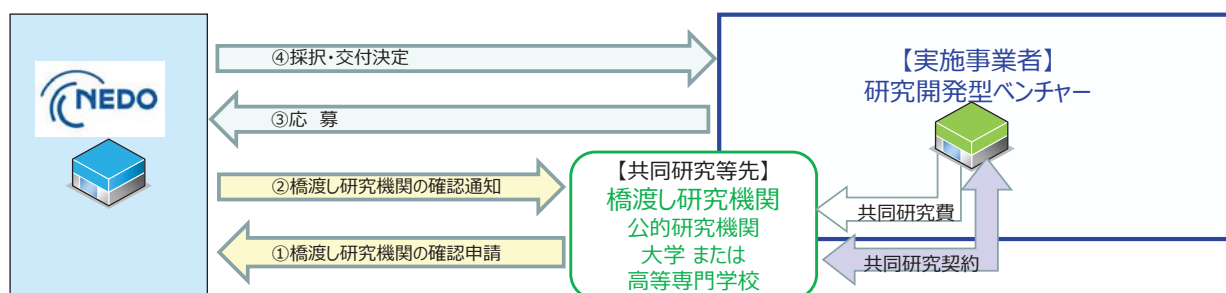 NEDO
④採択・交付決定
③応 募
②橋渡し研究機関の確認通知
①橋渡し研究機関の確認申請
【共同研究等先】
橋渡し研究機関
公的研究機関
大学 または
高等専門学校
【実施事業者】
研究開発型ベンチャー
共同研究費
共同研究契約